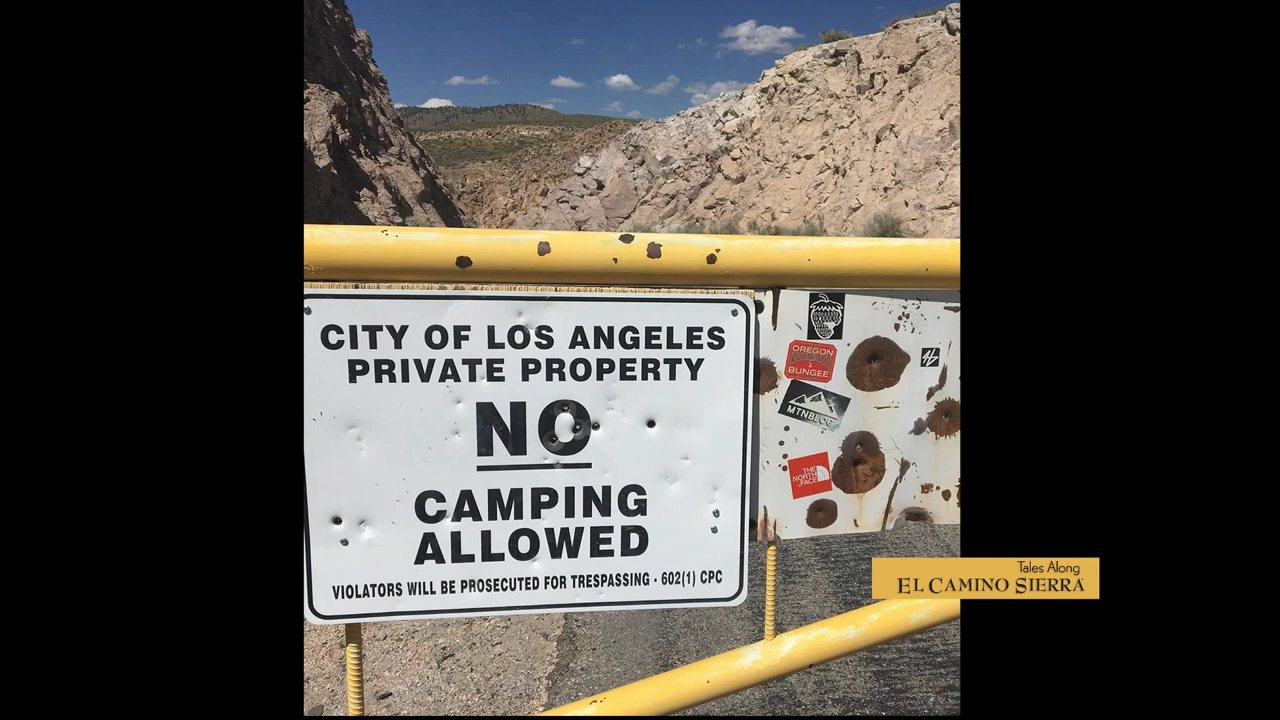 CITY OF LOS ANGELES
PRIVATE PROPERTY
NO
CAMPING
ALLOWED
VIOLATORS WILL BE PROSECUTED FOR TRESPASSING - 602(1) CPC
OREGON
BUNGEE
MTNBLOG
THE
NORTH
FACE
Tales Along
EL CAMINO SIERRA